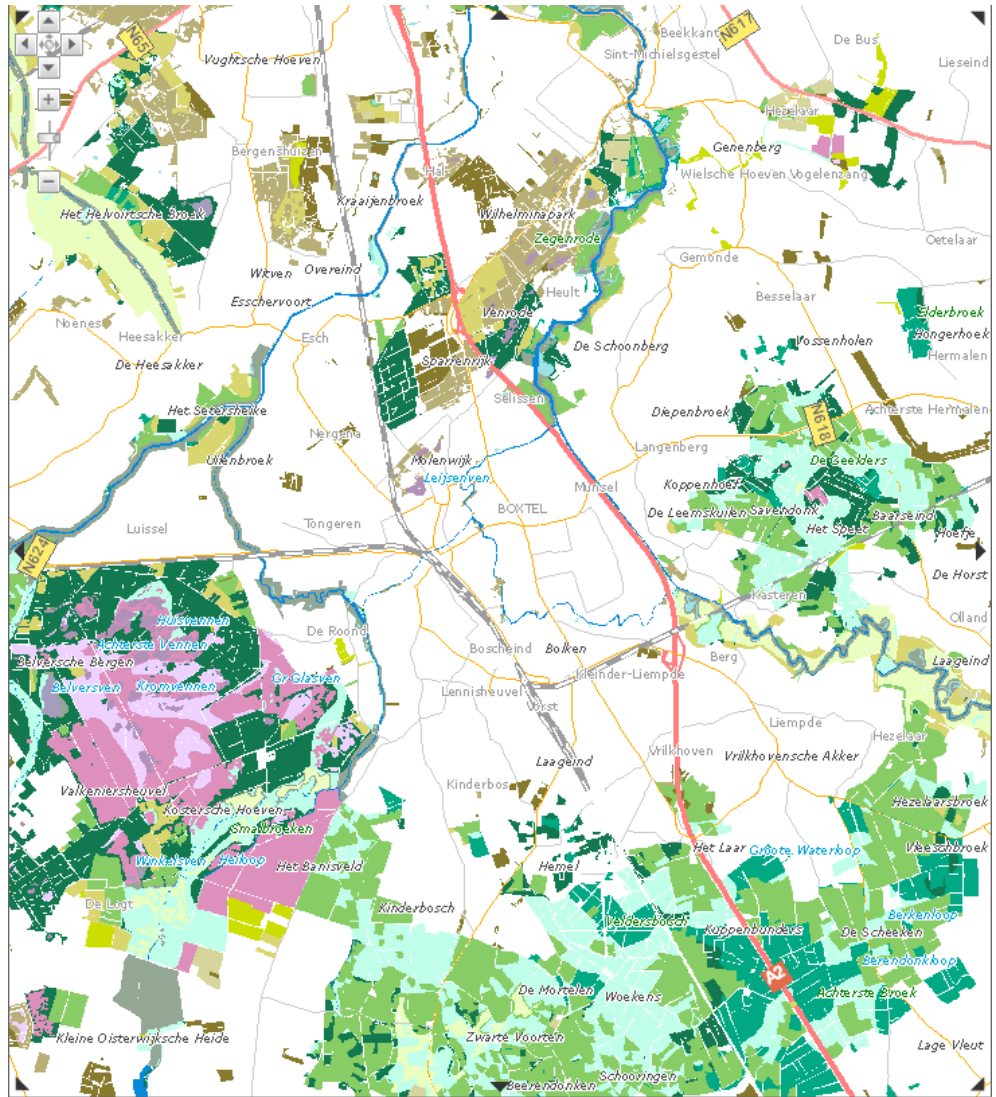 N65
N617
Beekkant
Sint-Michielsgestel
De Bus
Lieseind
Vughtsche Hoeven
Hezelaar
Bergenshuizen
Hal
Genenberg
Wielsche Hoeven
Vogelenzang
Kraaijenbroek
Het Helvoirtsche Broek
Wilhelminapark
Zegenrode
Oetelaar
Gemonde
Witven
Overeind
Esschervoort
Heult
Besselaar
Elderbroek
Venrode
Noenes
Heesakker
Esch
Hongerhoek
Vossenholen
De Schoonberg
Hermalen
De Heesakker
Sparrenrijk
Selissen
Het Setershelke
Diepenbroek
N618
Achterste Hermalen
Nergena
Langenberg
Uilenbroek
Molenwijk
De Geelders
Leijsenven
Koppenhoef
Munsel
BOXTEL
De Leemskuilen
Savendonk
Baarseind
Luissel
Tongeren
Het Speet
Hoefje
N624
De Horst
Kasteren
Olland
Huisvennen
De Roond
Achterste Vennen
Boscheind
Bolken
Berg
Laageind
Belversche Bergen
Gr Glasven
Kleinder-Liempde
Belversven
Kromvennen
Lennisheuvel
Vorst
Liempde
Hezelaar
Vrilkhoven
Vrilkhovensche Akker
Laageind
Kinderbos
Valkeniersheuvel
Kostersche Hoeven
Hezelaarsbroek
Smalbroeken
Het Laar
Groote Waterloop
Vleeschbroek
Winkelsven
Heiloop
Het Banisveld
Hemel
De Logt
Kinderbosch
Veldersbosch
Kuppenbunders
Berkenloop
De Scheeken
Berendonkloop
A2
De Mortelen
Woekens
Achterste Broek
Kleine Oisterwijksche Heide
Zwarte Voorten
Lage Vleut
Schooringen
Beerendonken